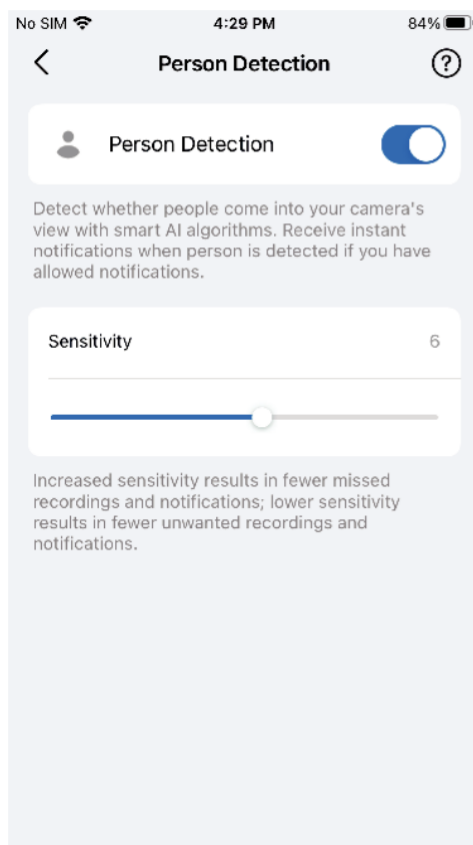 No SIM 4:29 PM 84%
Person Detection
Person Detection
Detect whether people come into your camera's
view with smart AI algorithms. Receive instant
notifications when person is detected if you have
allowed notifications.
Sensitivity 6
Increased sensitivity results in fewer missed
recordings and notifications; lower sensitivity
results in fewer unwanted recordings and
notifications.